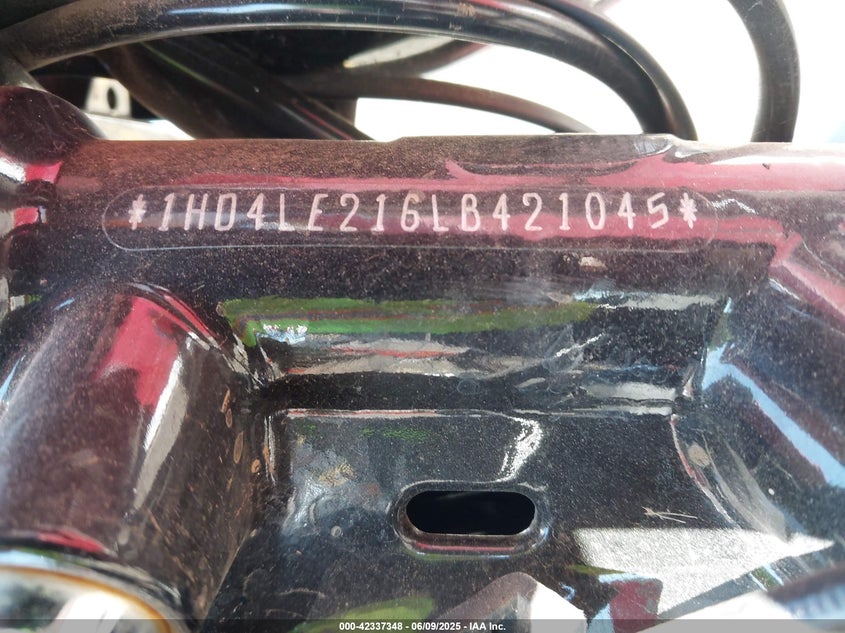 *1HD4LE216LB421045*
000-42337348 - 06/09/2025 - IAA Inc.